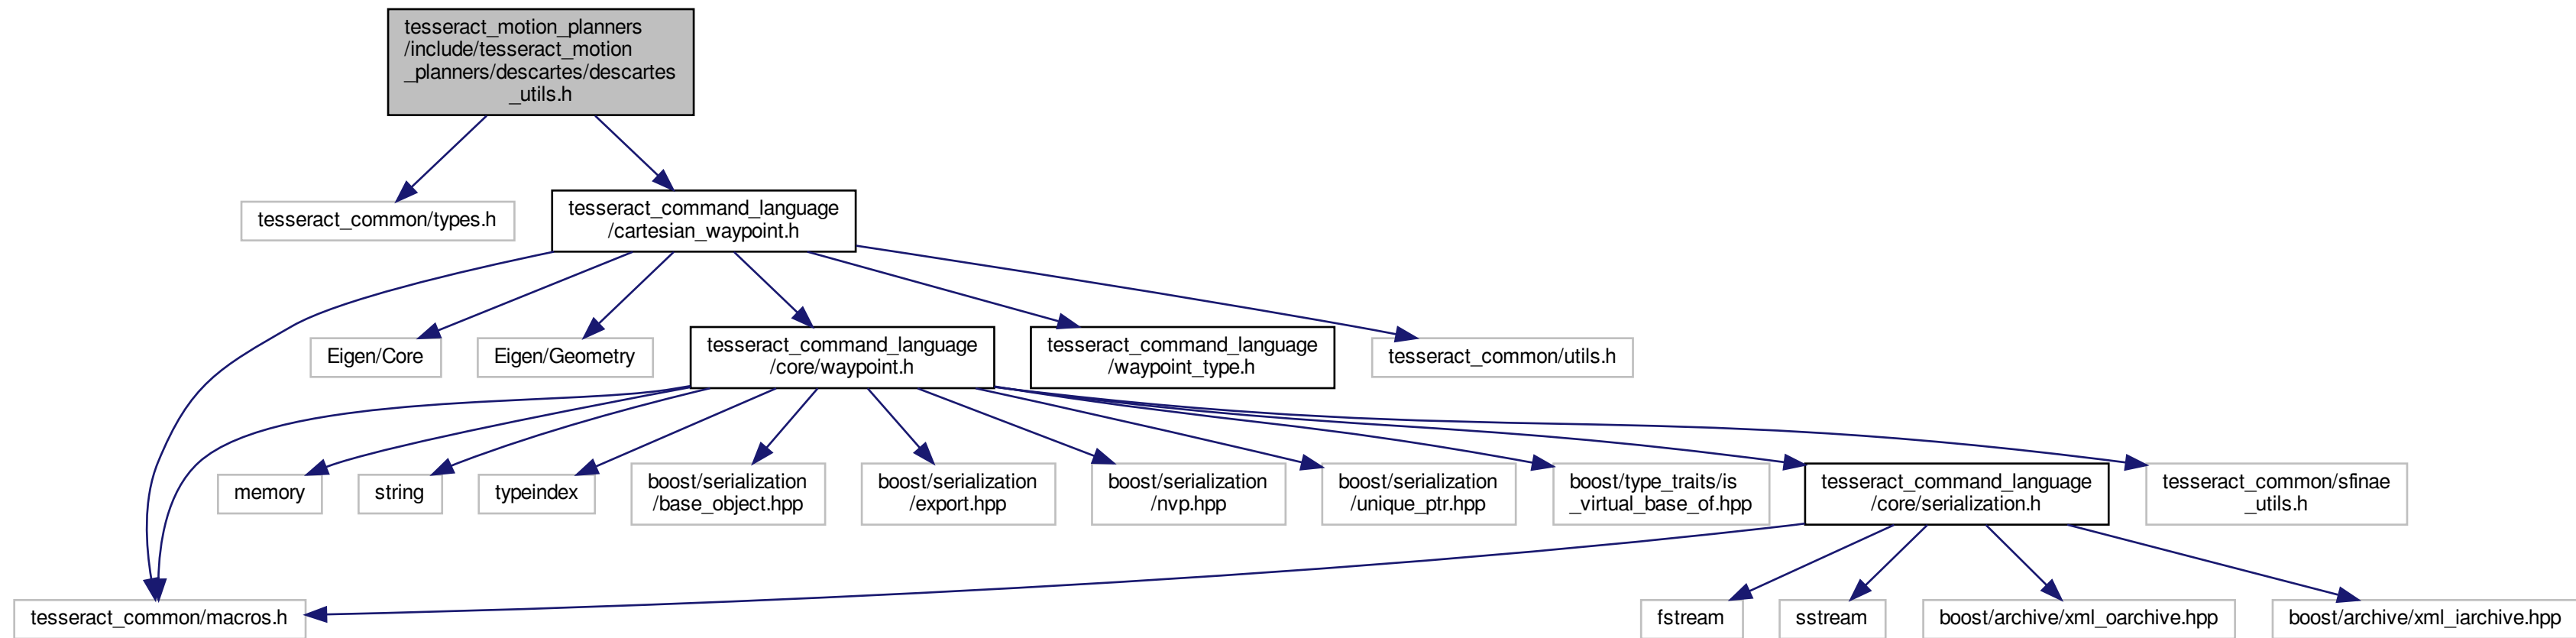 tesseract_motion_planners
/include/tesseract_motion
_planners/descartes/descartes
_utils.h
tesseract_common/types.h
tesseract_command_language
/cartesian_waypoint.h
Eigen/Core
Eigen/Geometry
tesseract_command_language
/core/waypoint.h
tesseract_command_language
/waypoint_type.h
tesseract_common/utils.h
memory
string
typeindex
boost/serialization
/base_object.hpp
boost/serialization
/export.hpp
boost/serialization
/nvp.hpp
boost/serialization
/unique_ptr.hpp
boost/type_traits/is
_virtual_base_of.hpp
tesseract_command_language
/core/serialization.h
tesseract_common/sfinae
_utils.h
tesseract_common/macros.h
fstream
sstream
boost/archive/xml_oarchive.hpp
boost/archive/xml_iarchive.hpp